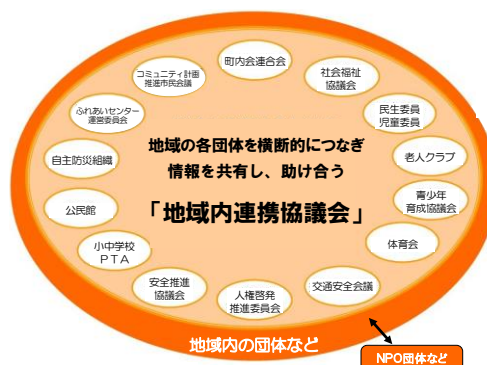 町内会連合会
社会福祉
協議会
民生委員
児童委員
老人クラブ
青少年
育成協議会
体育会
交通安全会議
人権啓発
推進委員会
安全推進
協議会
小中学校
PTA
公民館
自主防災組織
ふれあいセンター
運営委員会
コミュニティ計画
推進市民会議
地域の各団体を横断的につなぎ
情報を共有し、助け合う
「地域内連携協議会」
地域内の団体など
NPO団体など